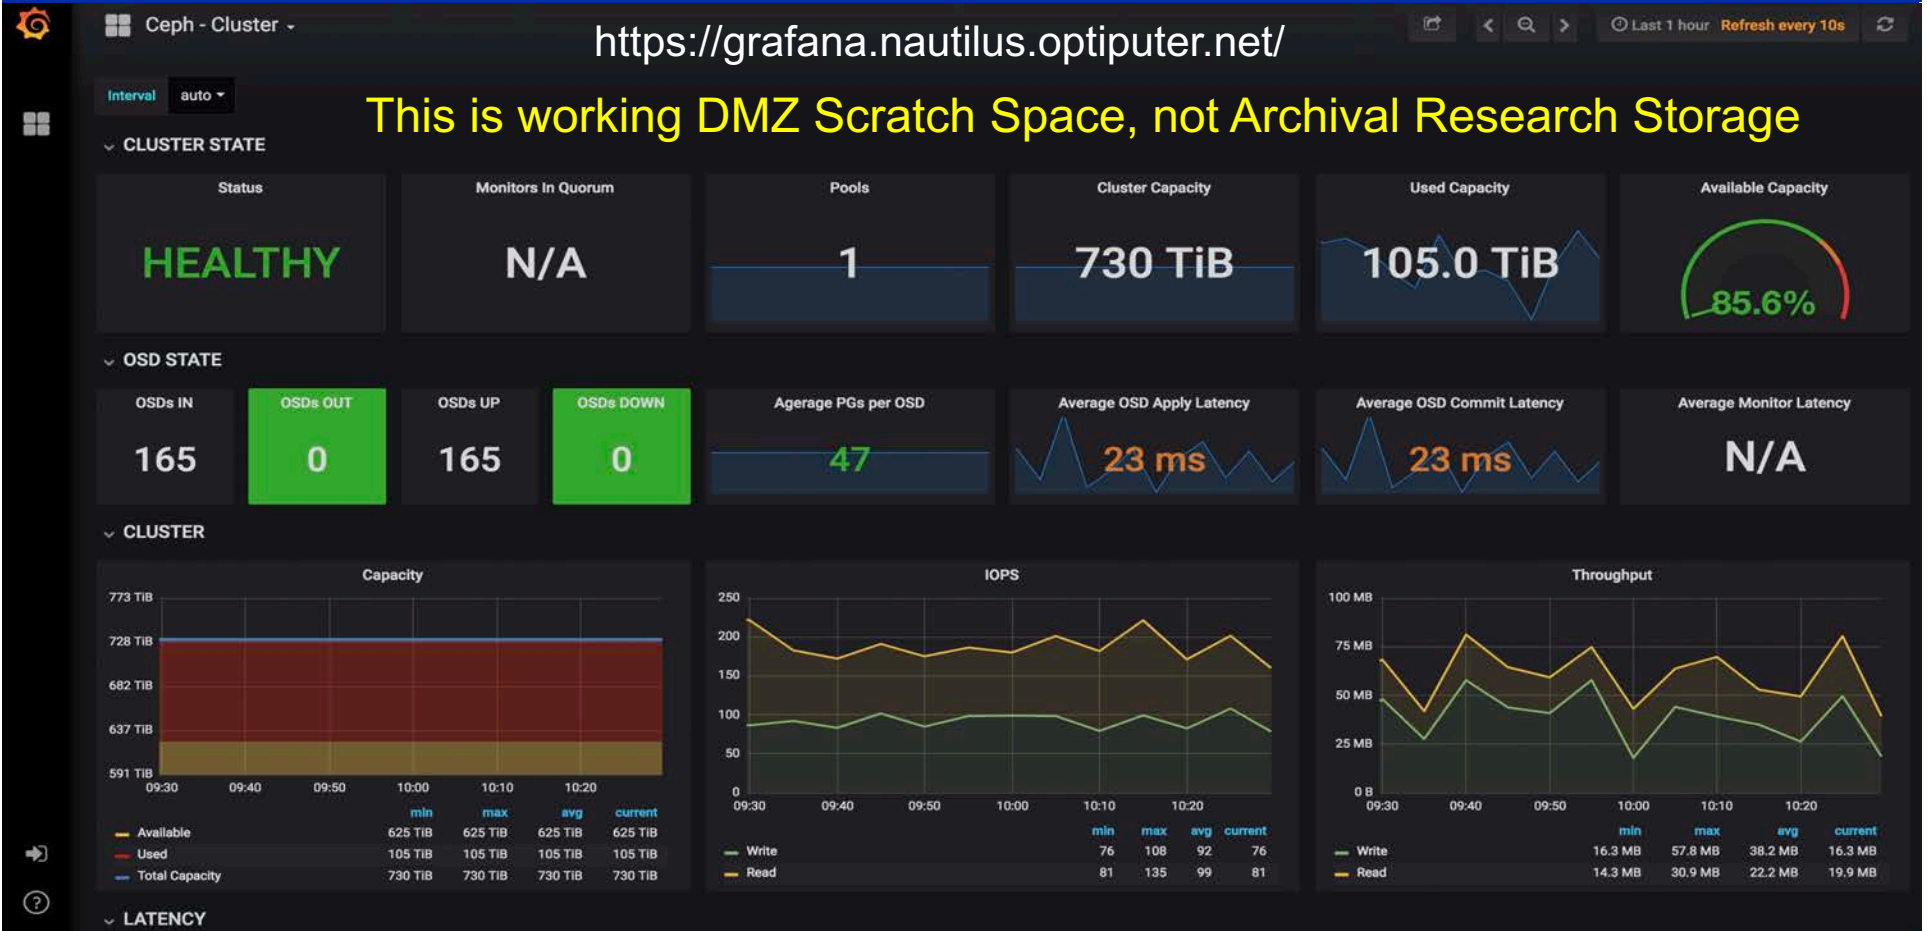 Ceph - Cluster
https://grafana.nautilus.optiputer.net/
Last 1 hour Refresh every 10s
Interval auto
This is working DMZ Scratch Space, not Archival Research Storage
CLUSTER STATE
Status
HEALTHY
Monitors In Quorum
N/A
Pools
1
Cluster Capacity
730 TiB
Used Capacity
105.0 TiB
Available Capacity
85.6%
OSD STATE
OSDs IN
165
OSDs OUT
0
OSDs UP
165
OSDs DOWN
0
Agerage PGs per OSD
47
Average OSD Apply Latency
23 ms
Average OSD Commit Latency
23 ms
Average Monitor Latency
N/A
CLUSTER
Capacity
773 TiB
728 TiB
682 TiB
637 TiB
591 TiB
09:30 09:40 09:50 10:00 10:10 10:20
min max avg current
Available 625 TiB 625 TiB 625 TiB 625 TiB
Used 105 TiB 105 TiB 105 TiB 105 TiB
Total Capacity 730 TiB 730 TiB 730 TiB 730 TiB
IOPS
250
200
150
100
50
0
09:30 09:40 09:50 10:00 10:10 10:20
min max avg current
Write 76 108 92 76
Read 81 135 99 81
Throughput
100 MB
75 MB
50 MB
25 MB
0 B
09:30 09:40 09:50 10:00 10:10 10:20
min max avg current
Write 16.3 MB 57.8 MB 38.2 MB 16.3 MB
Read 14.3 MB 30.9 MB 22.2 MB 19.9 MB
LATENCY